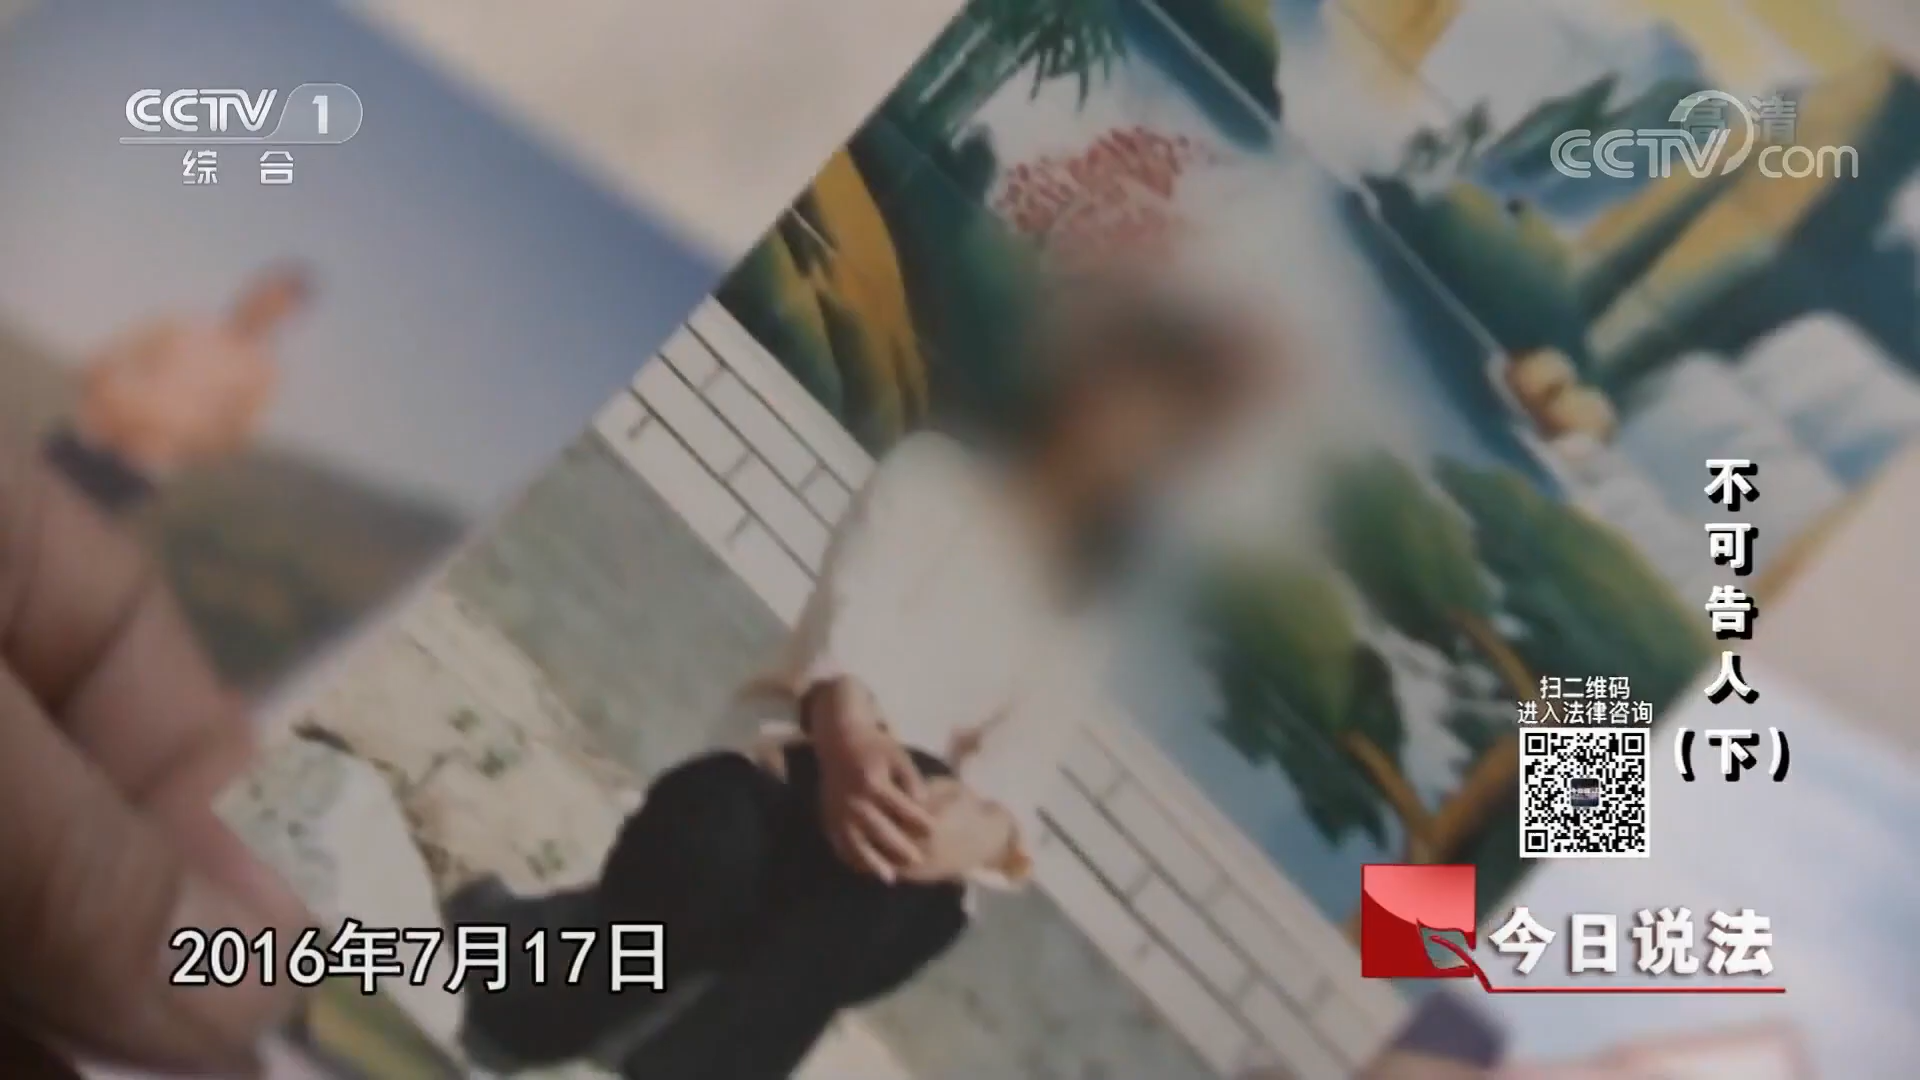 CCTV 1
综合
高清
CCTV com
不可告人(下)
扫二维码
进入法律咨询
今日说法
2016年7月17日